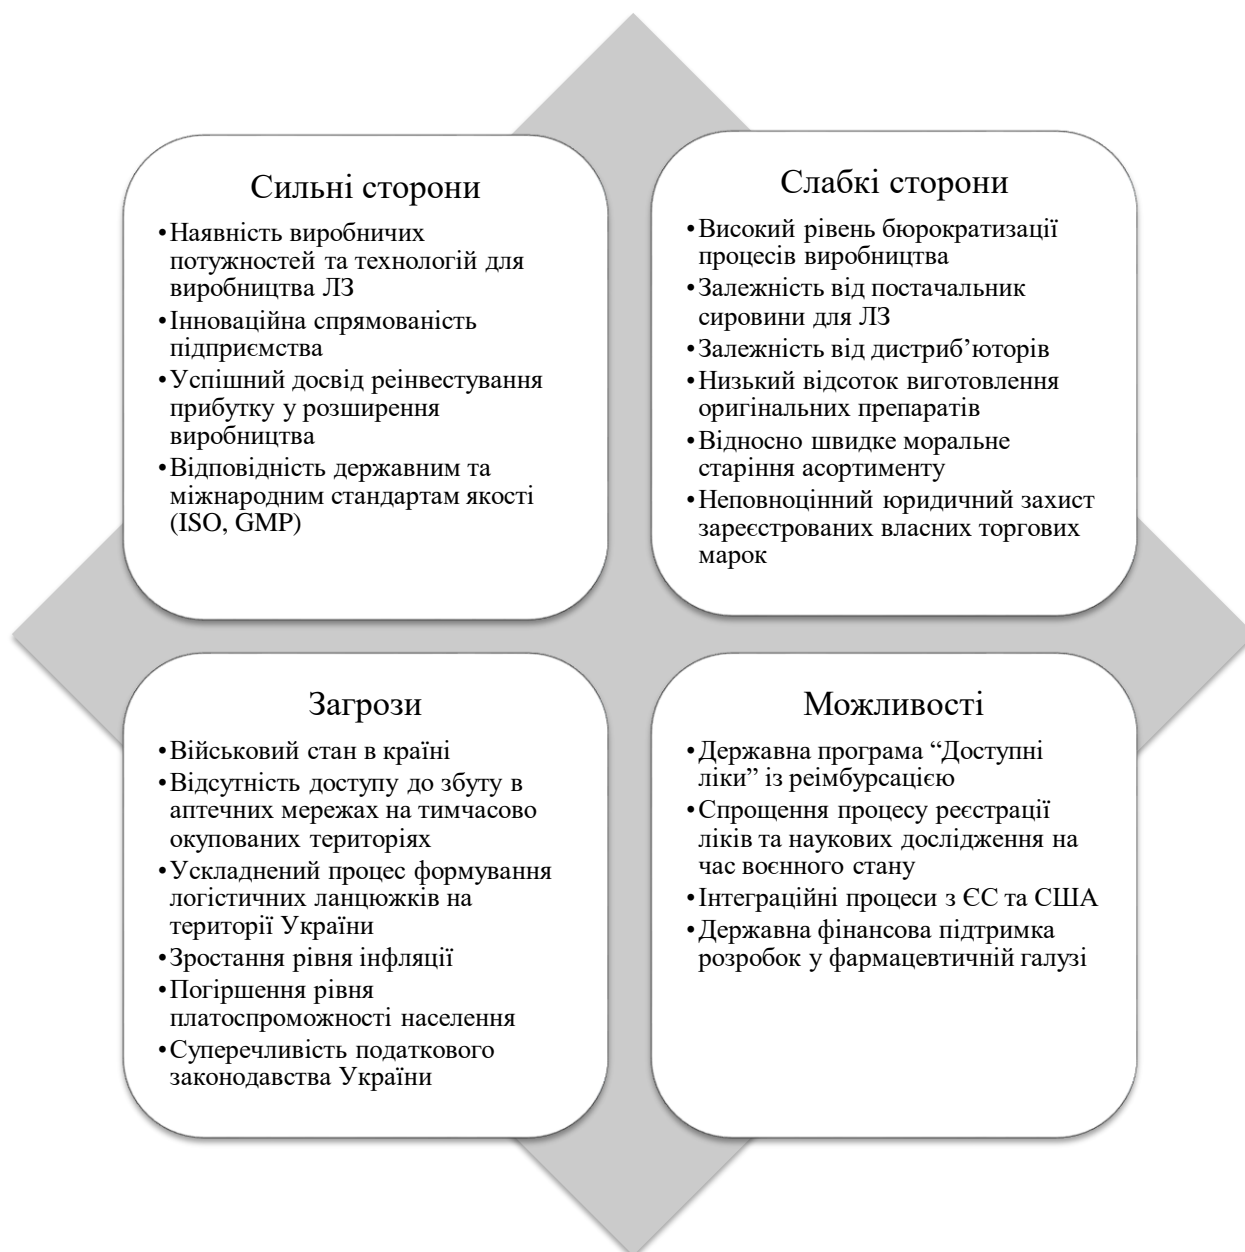 Сильні сторони
•Наявність виробничих
потужностей та технологій для
виробництва ЛЗ
•Інноваційна спрямованість
підприємства
•Успішний досвід реінвестування
прибутку у розширення
виробництва
•Відповідність державним та
міжнародним стандартам якості
(ISO, GMP)
Слабкі сторони
•Високий рівень бюрократизації
процесів виробництва
•Залежність від постачальник
сировини для ЛЗ
•Залежність від дистриб’юторів
•Низький відсоток виготовлення
оригінальних препаратів
•Відносно швидке моральне
старіння асортименту
•Неповноцінний юридичний захист
зареєстрованих власних торгових
марок
Загрози
•Військовий стан в країні
•Відсутність доступу до збуту в
аптечних мережах на тимчасово
окупованих територіях
•Ускладнений процес формування
логістичних ланцюжків на
території України
•Зростання рівня інфляції
•Погіршення рівня
платоспроможності населення
•Суперечливість податкового
законодавства України
Можливості
•Державна програма “Доступні
ліки” із реімбурсацією
•Спрощення процесу реєстрації
ліків та наукових дослідження на
час воєнного стану
•Інтеграційні процеси з ЄС та США
•Державна фінансова підтримка
розробок у фармацевтичній галузі